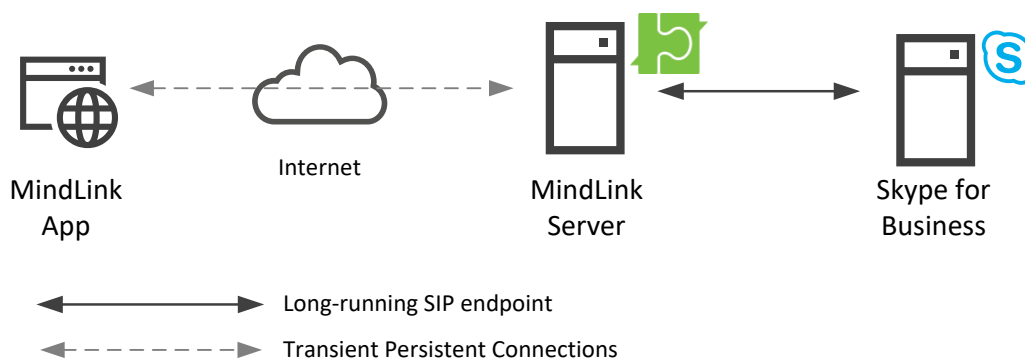 S
Internet
MindLink
App
MindLink
Server
Skype for
Business
Long-running SIP endpoint
Transient Persistent Connections